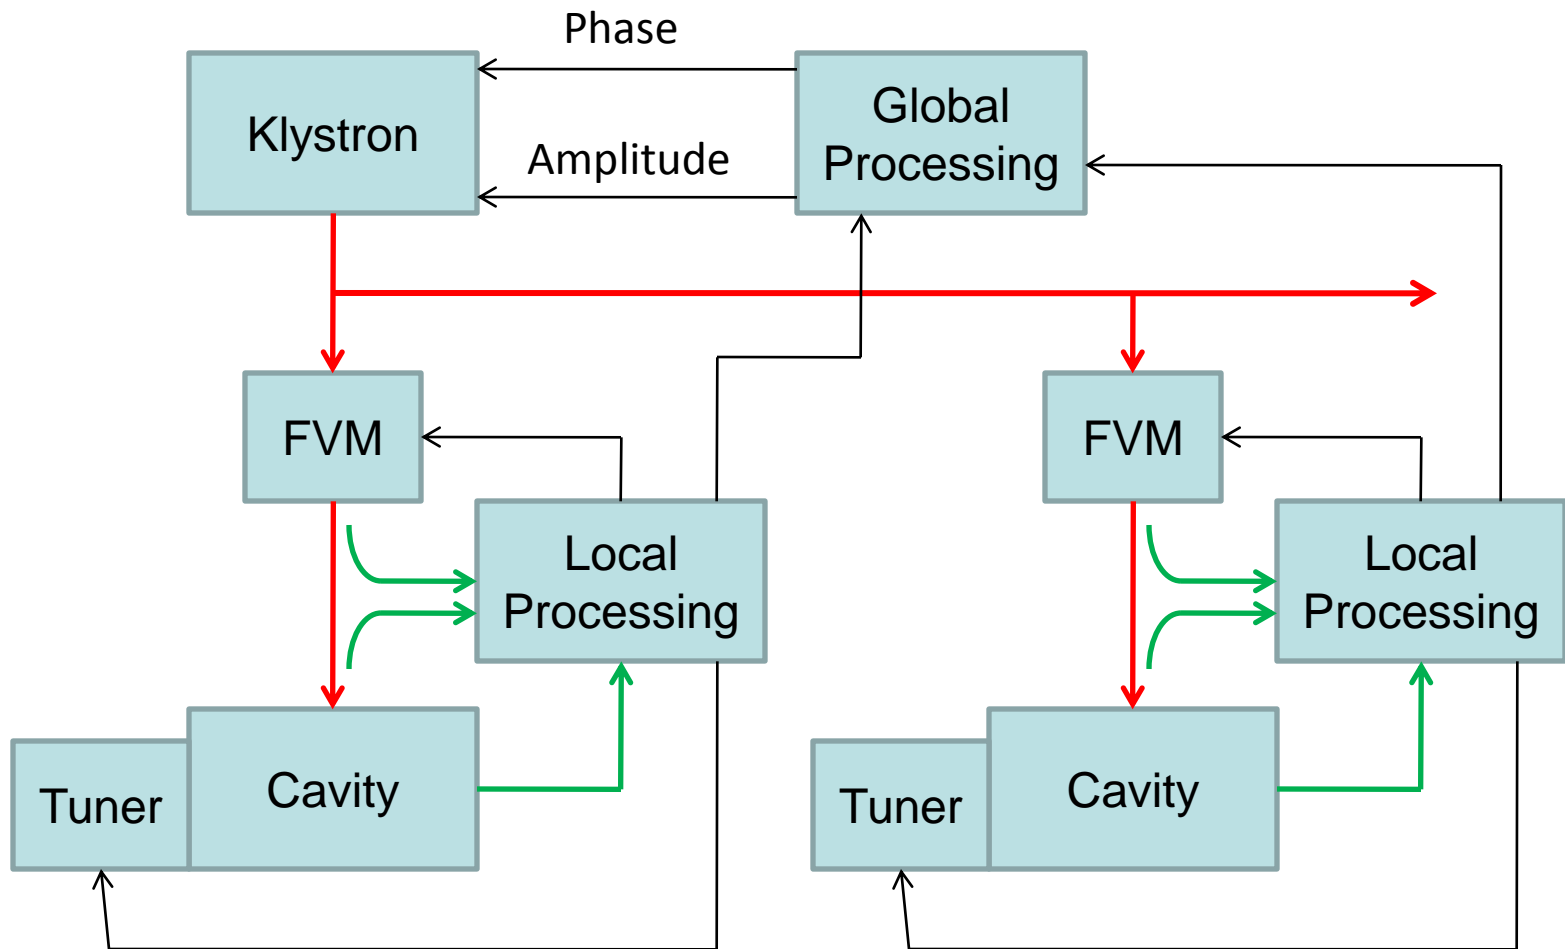 Phase
Klystron
Global
Processing
Amplitude
FVM
FVM
Local
Processing
Local
Processing
Tuner
Cavity
Tuner
Cavity